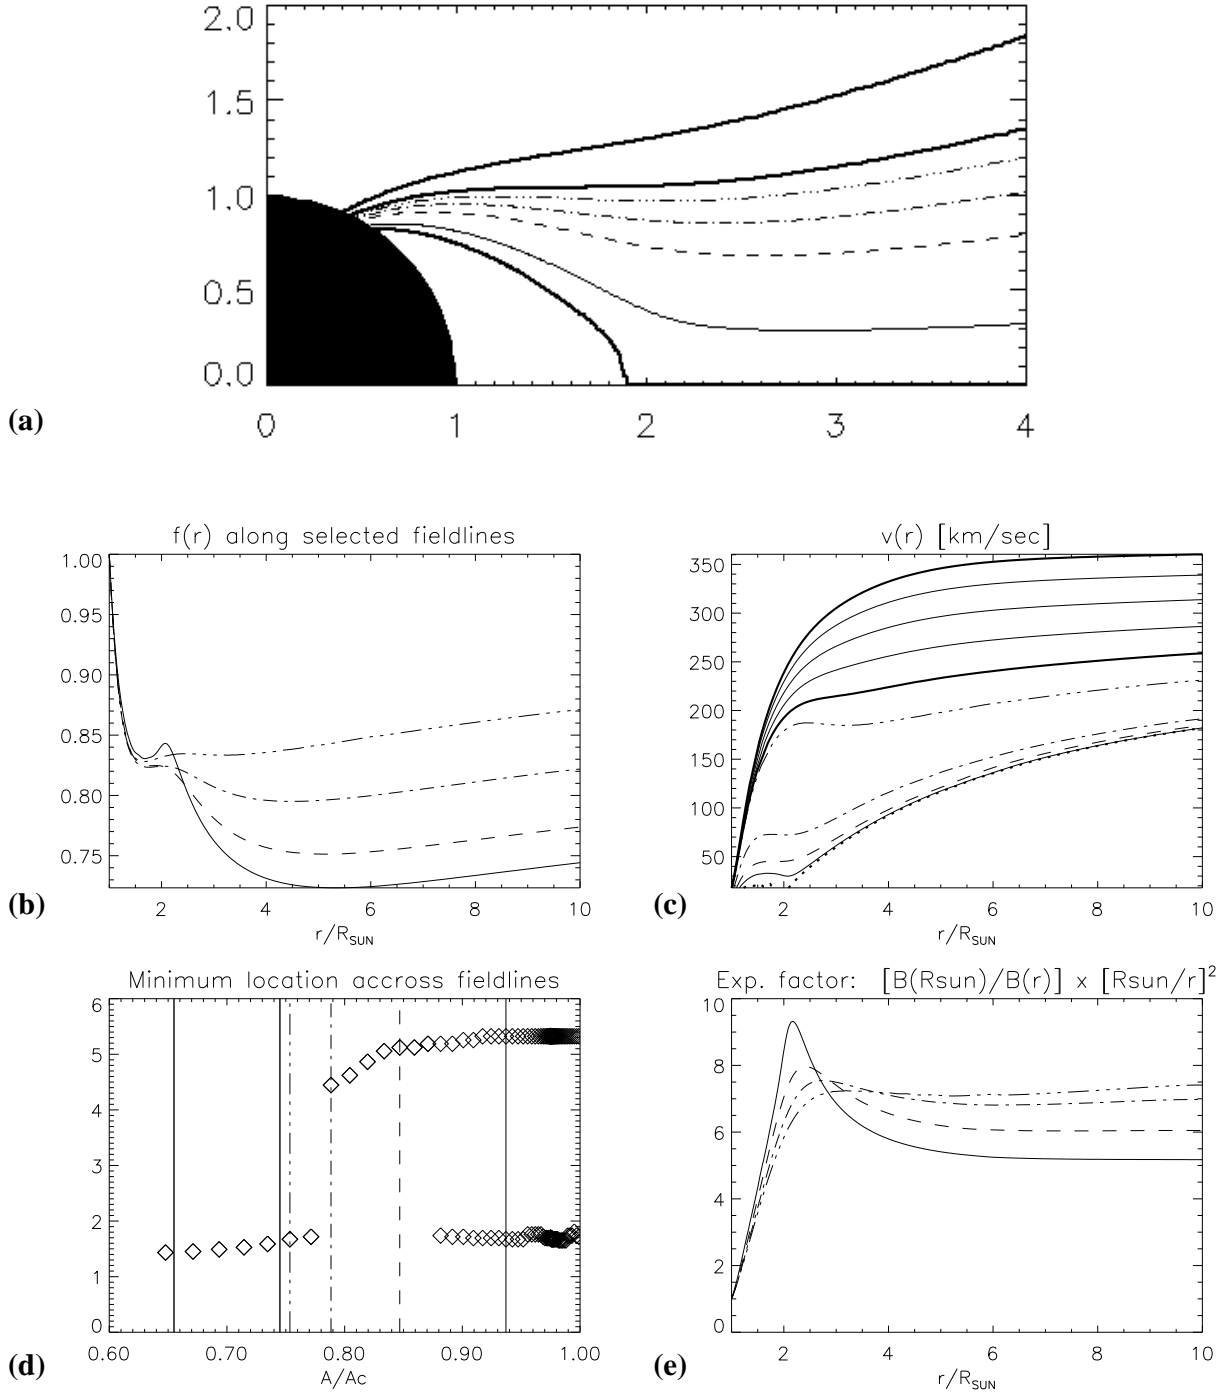 2.0
1.5
1.0
0.5
0.0
(a)
0 1 2 3 4
f(r) along selected fieldlines
1.00
0.95
0.90
0.85
0.80
0.75
(b)
2 4 6 8 10
r/RSUN
v(r) [km/sec]
350
300
250
200
150
100
50
(c)
2 4 6 8 10
r/RSUN
Minimum location accross fieldlines
6
5
4
3
2
1
0
0.60 0.70 0.80 0.90 1.00
(d)
A/Ac
Exp. factor: [B(Rsun)/B(r)] x [Rsun/r]²
10
8
6
4
2
0
2 4 6 8 10
(e)
r/RSUN